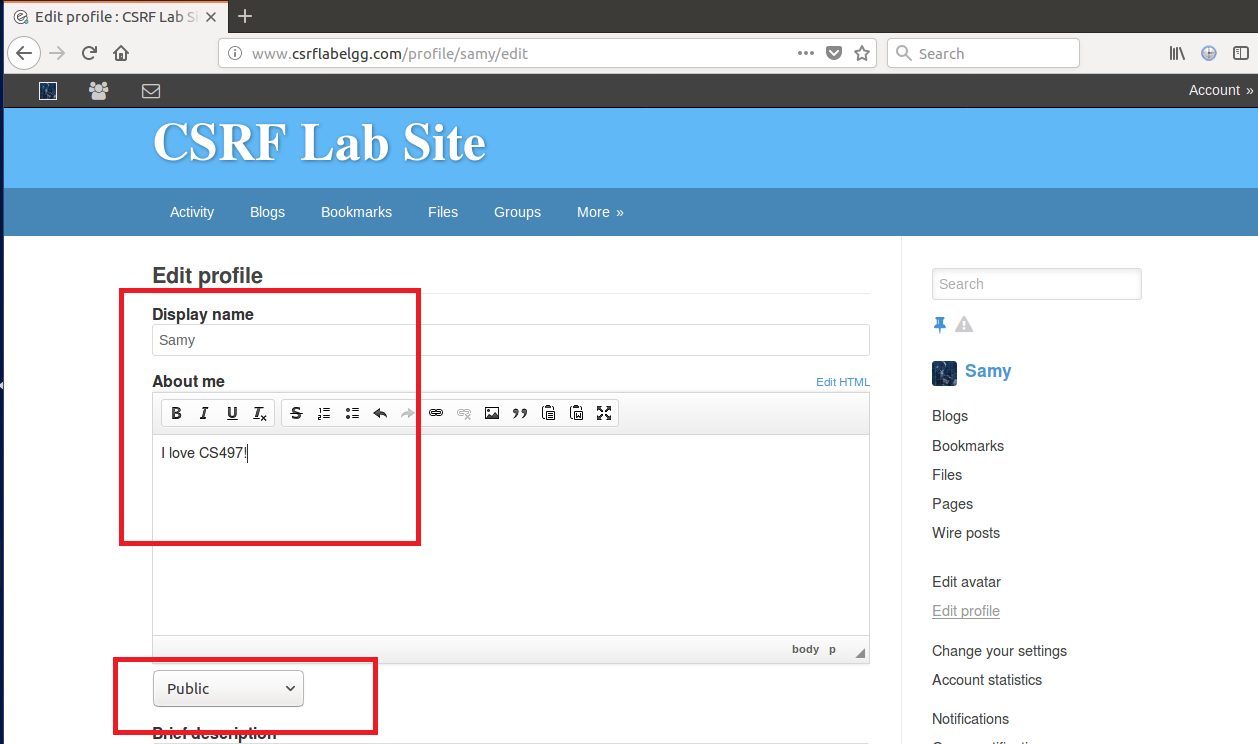 Edit profile : CSRF Lab Si
www.csrflabelgg.com/profile/samy/edit
Search
Account »
CSRF Lab Site
Activity Blogs Bookmarks Files Groups More »
Edit profile
Display name
Samy
About me
Edit HTML
B I U Tx S
I love CS497!
body p
Public
Brief description
Search
Samy
Blogs
Bookmarks
Files
Pages
Wire posts
Edit avatar
Edit profile
Change your settings
Account statistics
Notifications